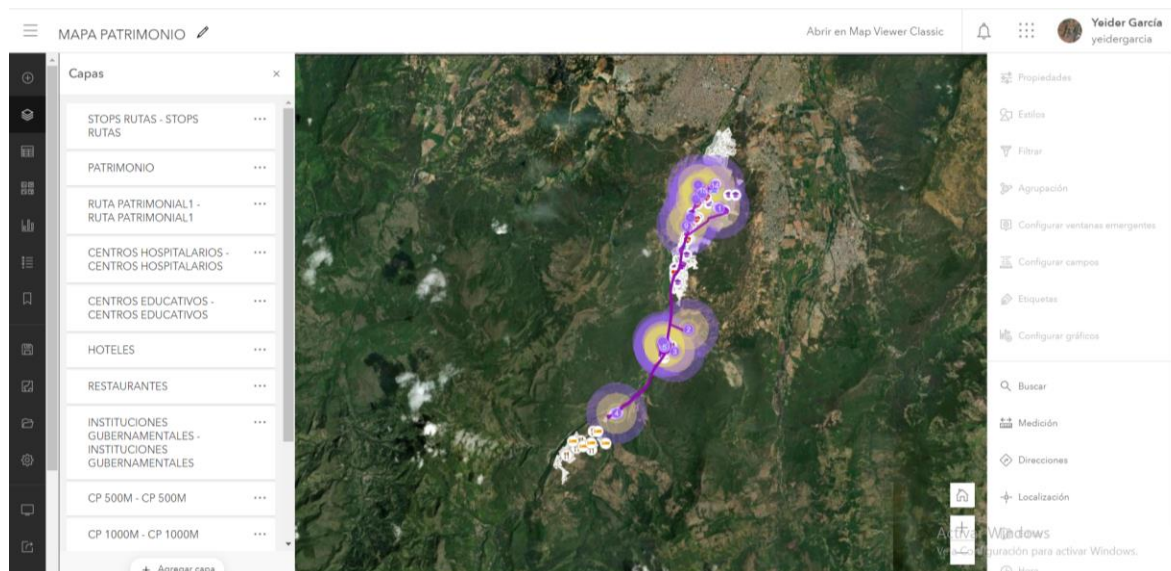 MAPA PATRIMONIO
Abrir en Map Viewer Classic
Yeider García
yeidergarcia
Capas
STOPS RUTAS - STOPS
RUTAS
PATRIMONIO
RUTA PATRIMONIAL1 -
RUTA PATRIMONIAL1
CENTROS HOSPITALARIOS -
CENTROS HOSPITALARIOS
CENTROS EDUCATIVOS -
CENTROS EDUCATIVOS
HOTELES
RESTAURANTES
INSTITUCIONES
GUBERNAMENTALES -
INSTITUCIONES
GUBERNAMENTALES
CP 500M - CP 500M
CP 1000M - CP 1000M
Agregar capa
Propiedades
Estilos
Filtrar
Agrupación
Configurar ventanas emergentes
Configurar campos
Etiquetas
Configurar gráficos
Buscar
Medición
Direcciones
Localización
Activar Windows
Ve a Configuración para activar Windows.